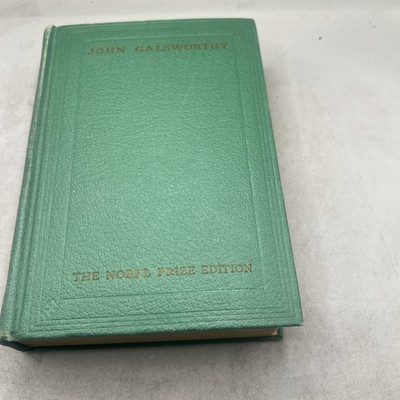 JOHN GALSWORTHY
THE NOBEL PRIZE EDITION